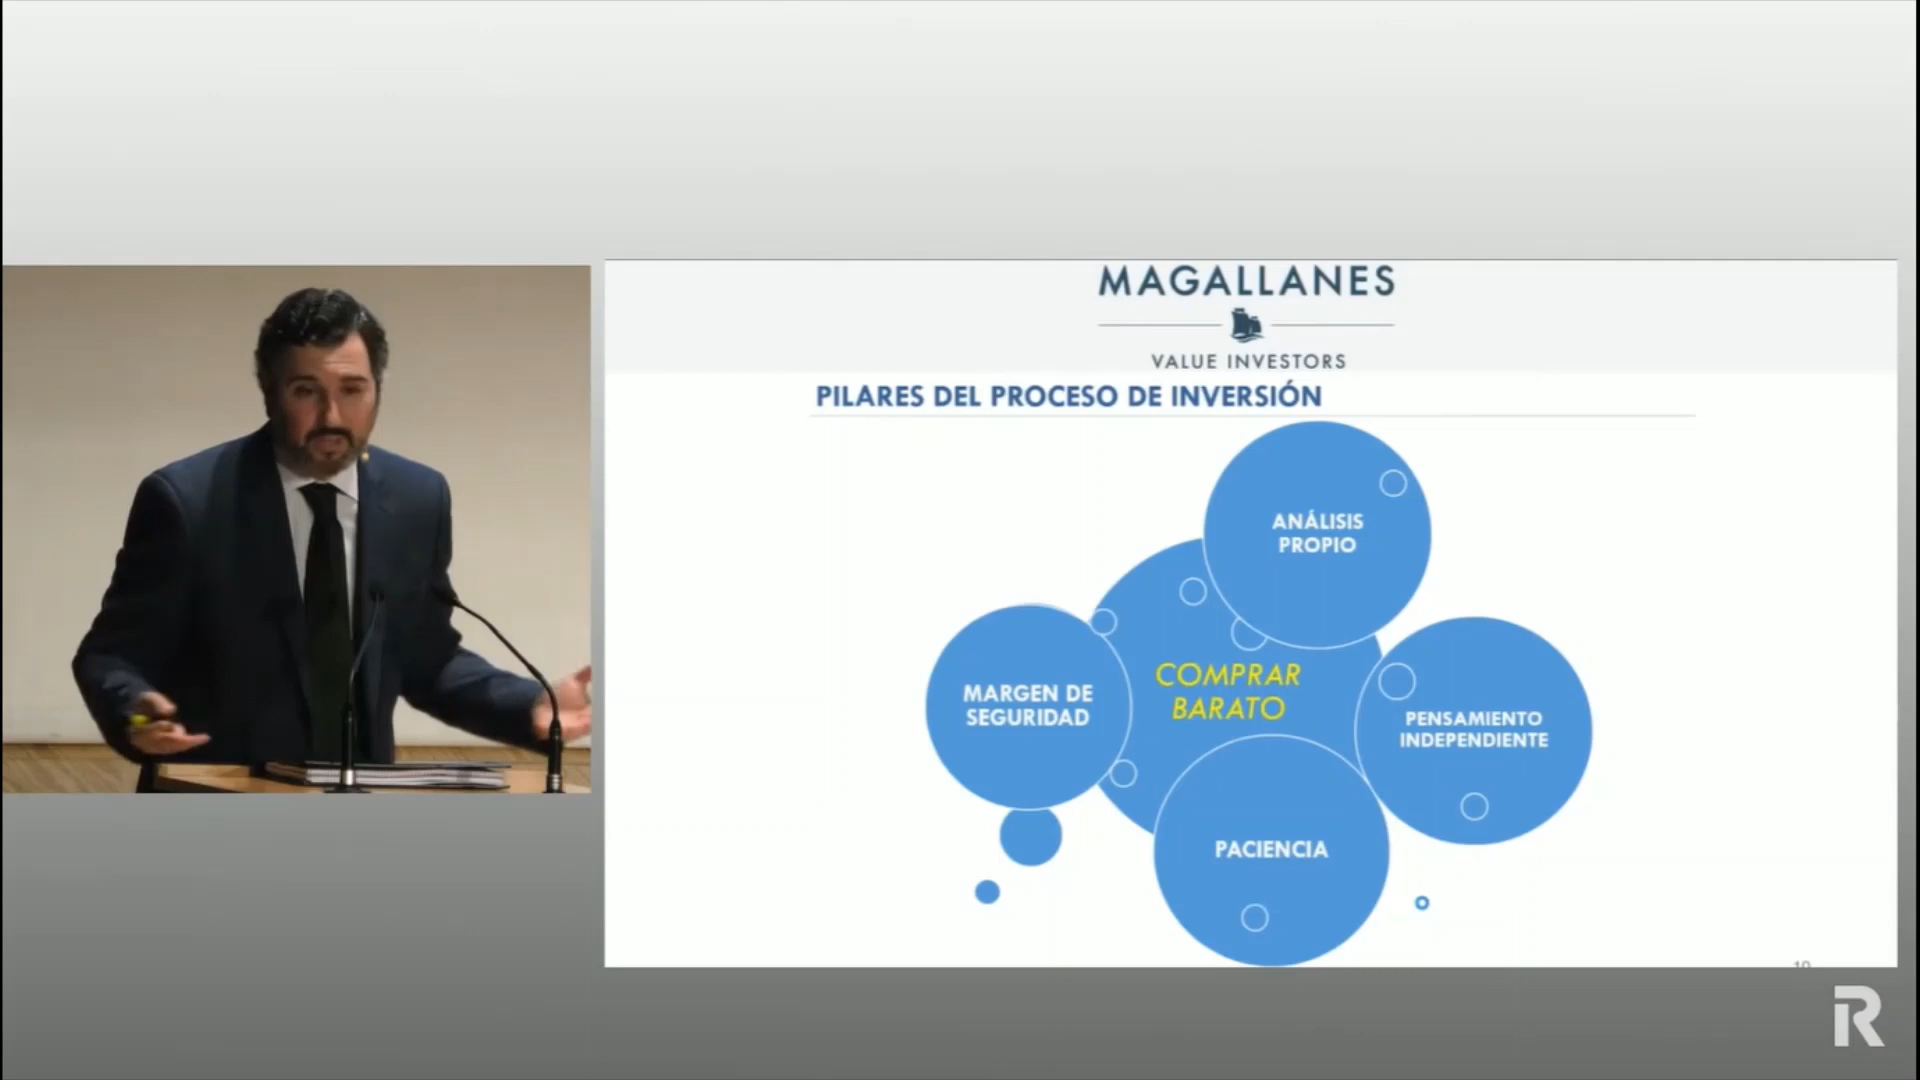 MAGALLANES
VALUE INVESTORS
PILARES DEL PROCESO DE INVERSIÓN
ANÁLISIS
PROPIO
COMPRAR
BARATO
MARGEN DE
SEGURIDAD
PENSAMIENTO
INDEPENDIENTE
PACIENCIA
R